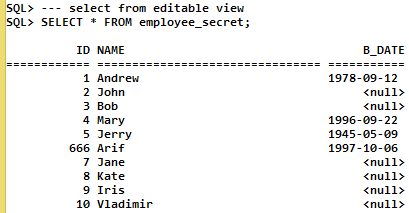 SQL> --- select from editable view
SQL> SELECT * FROM employee_secret;
ID NAME B_DATE
============ =============================== ===========
1 Andrew 1978-09-12
2 John <null>
3 Bob <null>
4 Mary 1996-09-22
5 Jerry 1945-05-09
666 Arif 1997-10-06
7 Jane <null>
8 Kate <null>
9 Iris <null>
10 Vladimir <null>